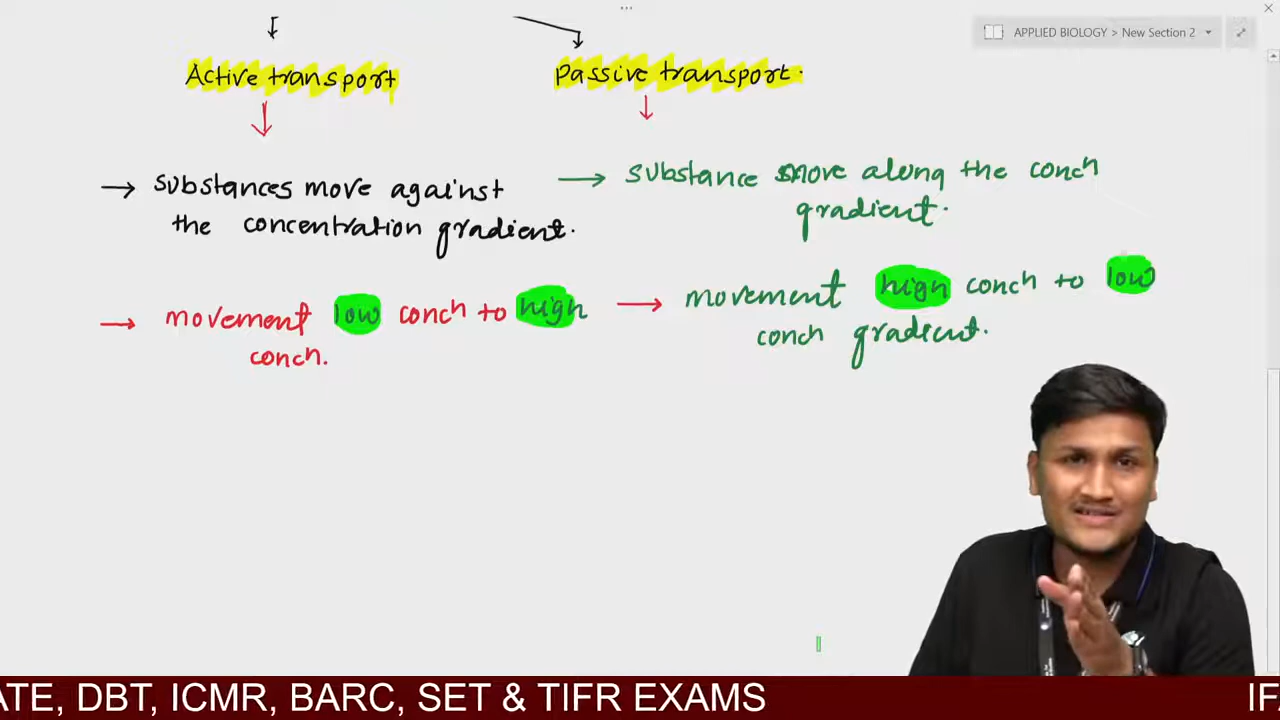 APPLIED BIOLOGY > New Section 2
Active transport
Passive transport.
→ substances move against
the concentration gradient.
→ substance move along the concn
gradient.
→ movement low concn to high
concn.
→ movement high concn to low
concn gradient.
ATE, DBT, ICMR, BARC, SET & TIFR EXAMS
IFA